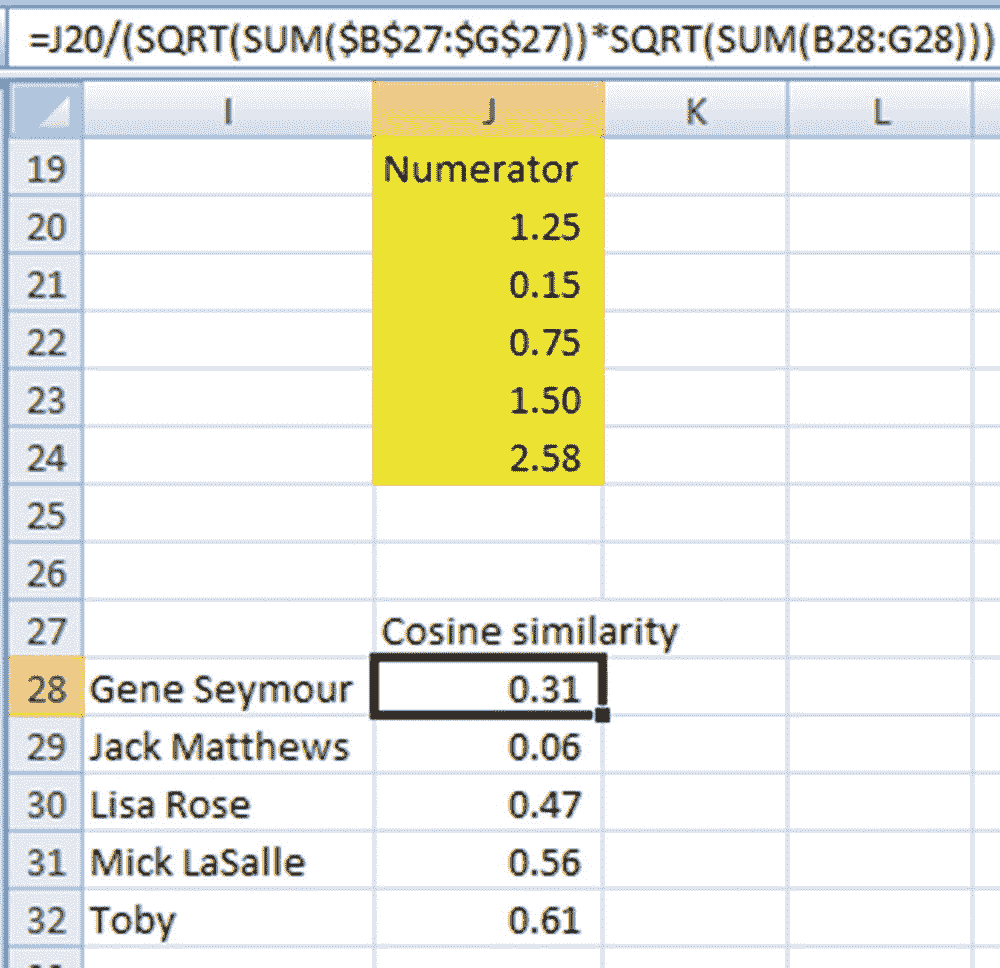 =J20/(SQRT(SUM($B$27:$G$27))*SQRT(SUM(B28:G28)))
I J K L
19 Numerator
20 1.25
21 0.15
22 0.75
23 1.50
24 2.58
25
26
27 Cosine similarity
28 Gene Seymour 0.31
29 Jack Matthews 0.06
30 Lisa Rose 0.47
31 Mick LaSalle 0.56
32 Toby 0.61